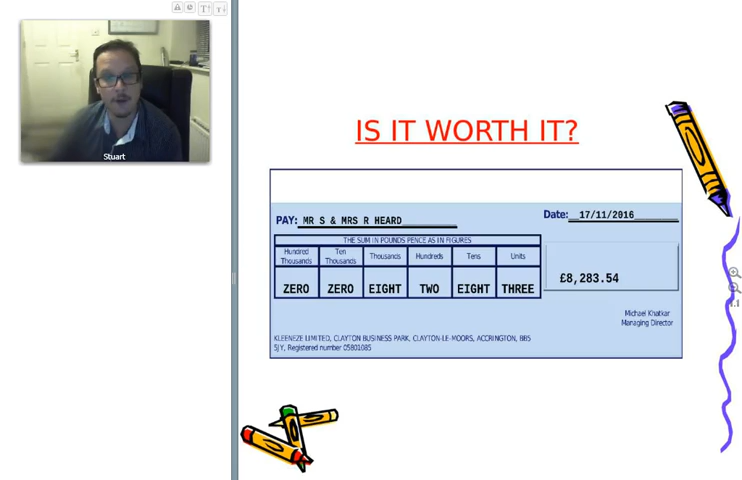 Stuart
IS IT WORTH IT?
PAY: MR S & MRS R HEARD
Date: 17/11/2016
THE SUM IN POUNDS PENCE AS IN FIGURES
Hundred Thousands Ten Thousands Thousands Hundreds Tens Units
ZERO ZERO EIGHT TWO EIGHT THREE
£8,283.54
Michael Khatkar
Managing Director
KLEENEZE LIMITED, CLAYTON BUSINESS PARK, CLAYTON-LE-MOORS, ACCRINGTON, BB5
5JY, Registered number 05801085